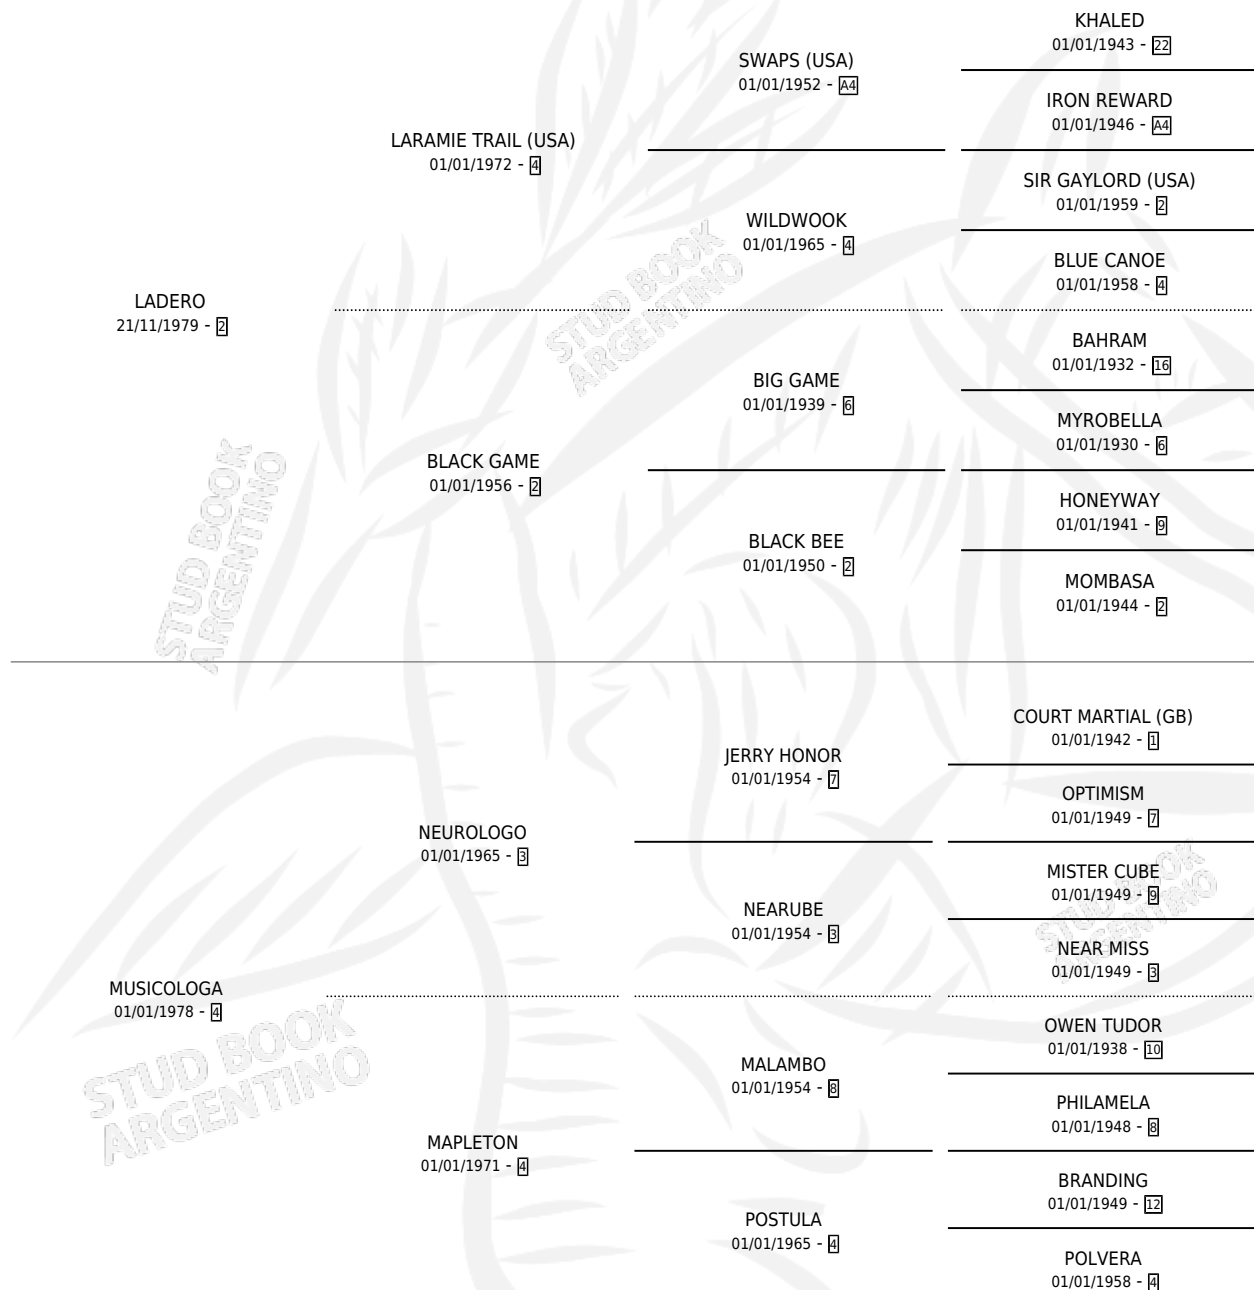 KHALED
01/01/1943 - 22
SWAPS (USA)
01/01/1952 - A4
IRON REWARD
01/01/1946 - A4
LARAMIE TRAIL (USA)
01/01/1972 - 4
SIR GAYLORD (USA)
01/01/1959 - 2
WILDWOOK
01/01/1965 - 4
BLUE CANOE
01/01/1958 - 4
LADERO
21/11/1979 - 2
BAHRAM
01/01/1932 - 16
BIG GAME
01/01/1939 - 6
MYROBELLA
01/01/1930 - 6
BLACK GAME
01/01/1956 - 2
HONEYWAY
01/01/1941 - 9
BLACK BEE
01/01/1950 - 2
MOMBASA
01/01/1944 - 2
STUD BOOK
ARGENTINO
STUD BOOK
ARGENTINO
COURT MARTIAL (GB)
01/01/1942 - 1
JERRY HONOR
01/01/1954 - 7
OPTIMISM
01/01/1949 - 7
NEUROLOGO
01/01/1965 - 3
MISTER CUBE
01/01/1949 - 9
NEARUBE
01/01/1954 - 3
NEAR MISS
01/01/1949 - 3
MUSICOLOGA
01/01/1978 - 4
OWEN TUDOR
01/01/1938 - 10
MALAMBO
01/01/1954 - 8
PHILAMELA
01/01/1948 - 8
MAPLETON
01/01/1971 - 4
BRANDING
01/01/1949 - 12
POSTULA
01/01/1965 - 4
POLVERA
01/01/1958 - 4
STUD BOOK
ARGENTINO
STUD BOOK
ARGENTINO